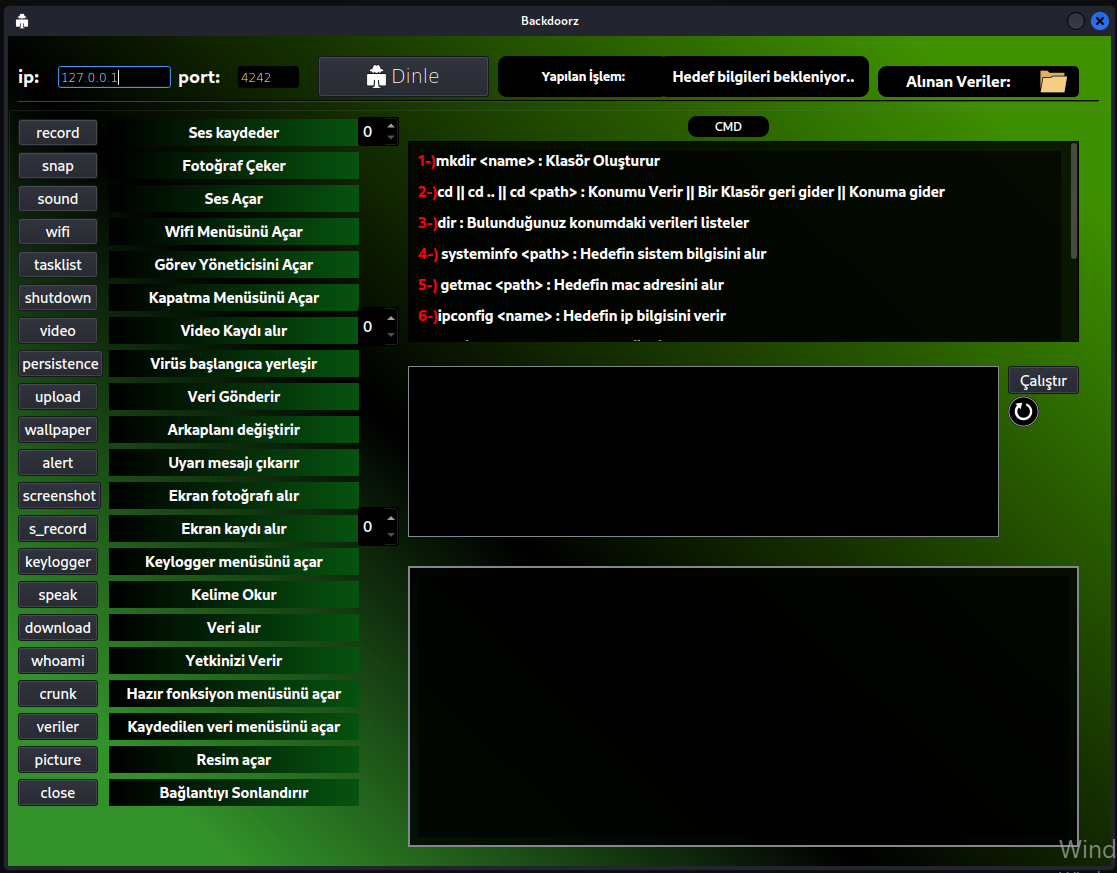 Backdoorz
ip: 127.0.0.1 port: 4242 Dinle Yapılan İşlem: Hedef bilgileri bekleniyor.. Alınan Veriler:
record Ses kaydeder 0
snap Fotoğraf Çeker
sound Ses Açar
wifi Wifi Menüsünü Açar
tasklist Görev Yöneticisini Açar
shutdown Kapatma Menüsünü Açar
video Video Kaydı alır 0
persistence Virüs başlangıca yerleşir
upload Veri Gönderir
wallpaper Arkaplanı değiştirir
alert Uyarı mesajı çıkarır
screenshot Ekran fotoğrafı alır
s_record Ekran kaydı alır 0
keylogger Keylogger menüsünü açar
speak Kelime Okur
download Veri alır
whoami Yetkinizi Verir
crunk Hazır fonksiyon menüsünü açar
veriler Kaydedilen veri menüsünü açar
picture Resim açar
close Bağlantıyı Sonlandırır
CMD
1-)mkdir <name> : Klasör Oluşturur
2-)cd || cd .. || cd <path> : Konumu Verir || Bir Klasör geri gider || Konuma gider
3-)dir : Bulunduğunuz konumdaki verileri listeler
4-) systeminfo <path> : Hedefin sistem bilgisini alır
5-) getmac <path> : Hedefin mac adresini alır
6-)ipconfig <name> : Hedefin ip bilgisini verir
Çalıştır
Wind